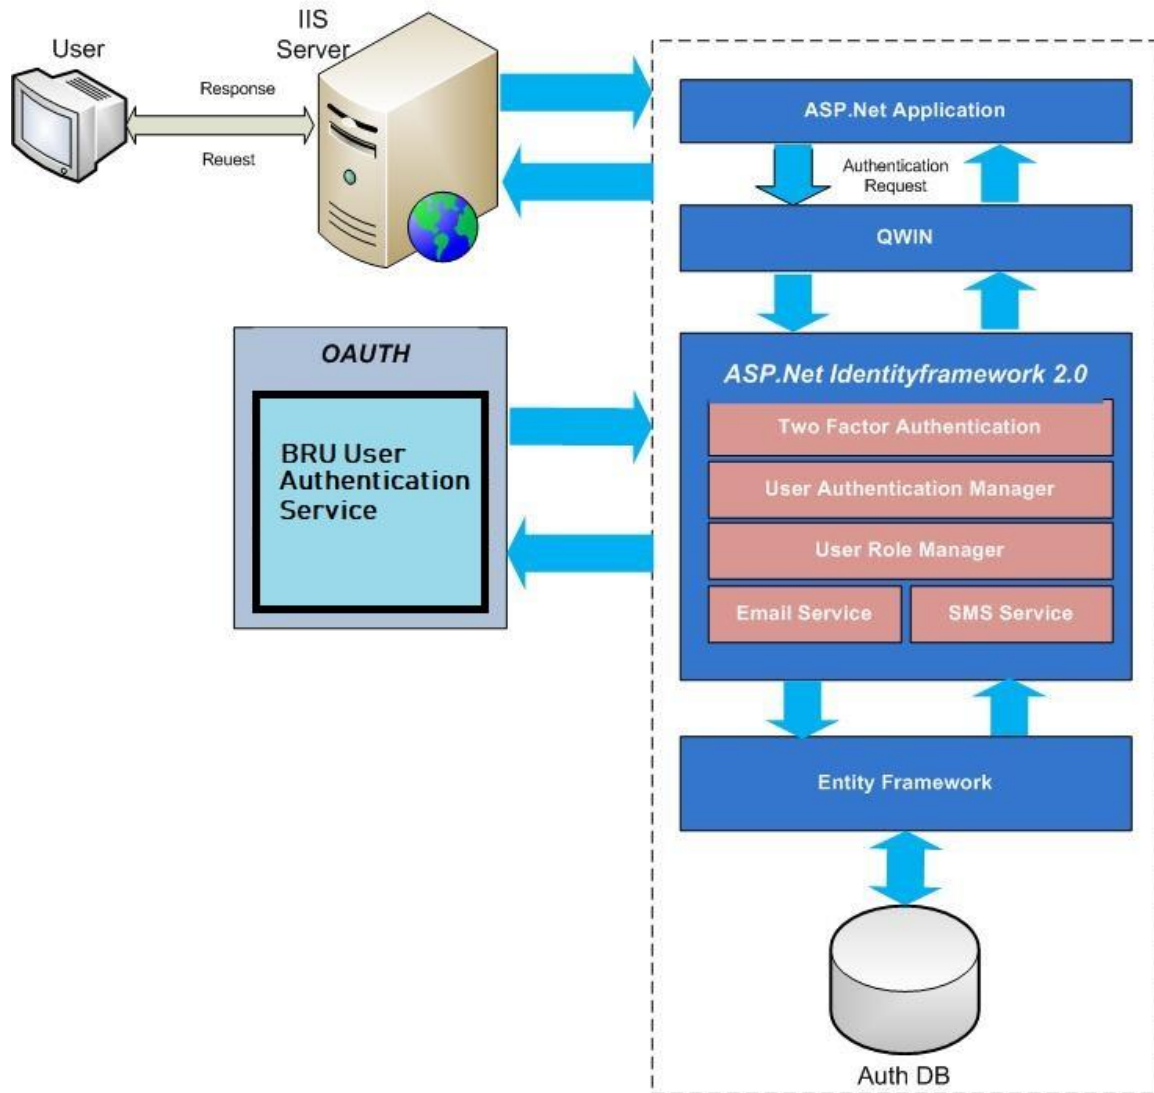 User
IIS
Server
Response
Reuest
ASP.Net Application
Authentication
Request
QWIN
OAUTH
BRU User
Authentication
Service
ASP.Net Identityframework 2.0
Two Factor Authentication
User Authentication Manager
User Role Manager
Email Service
SMS Service
Entity Framework
Auth DB